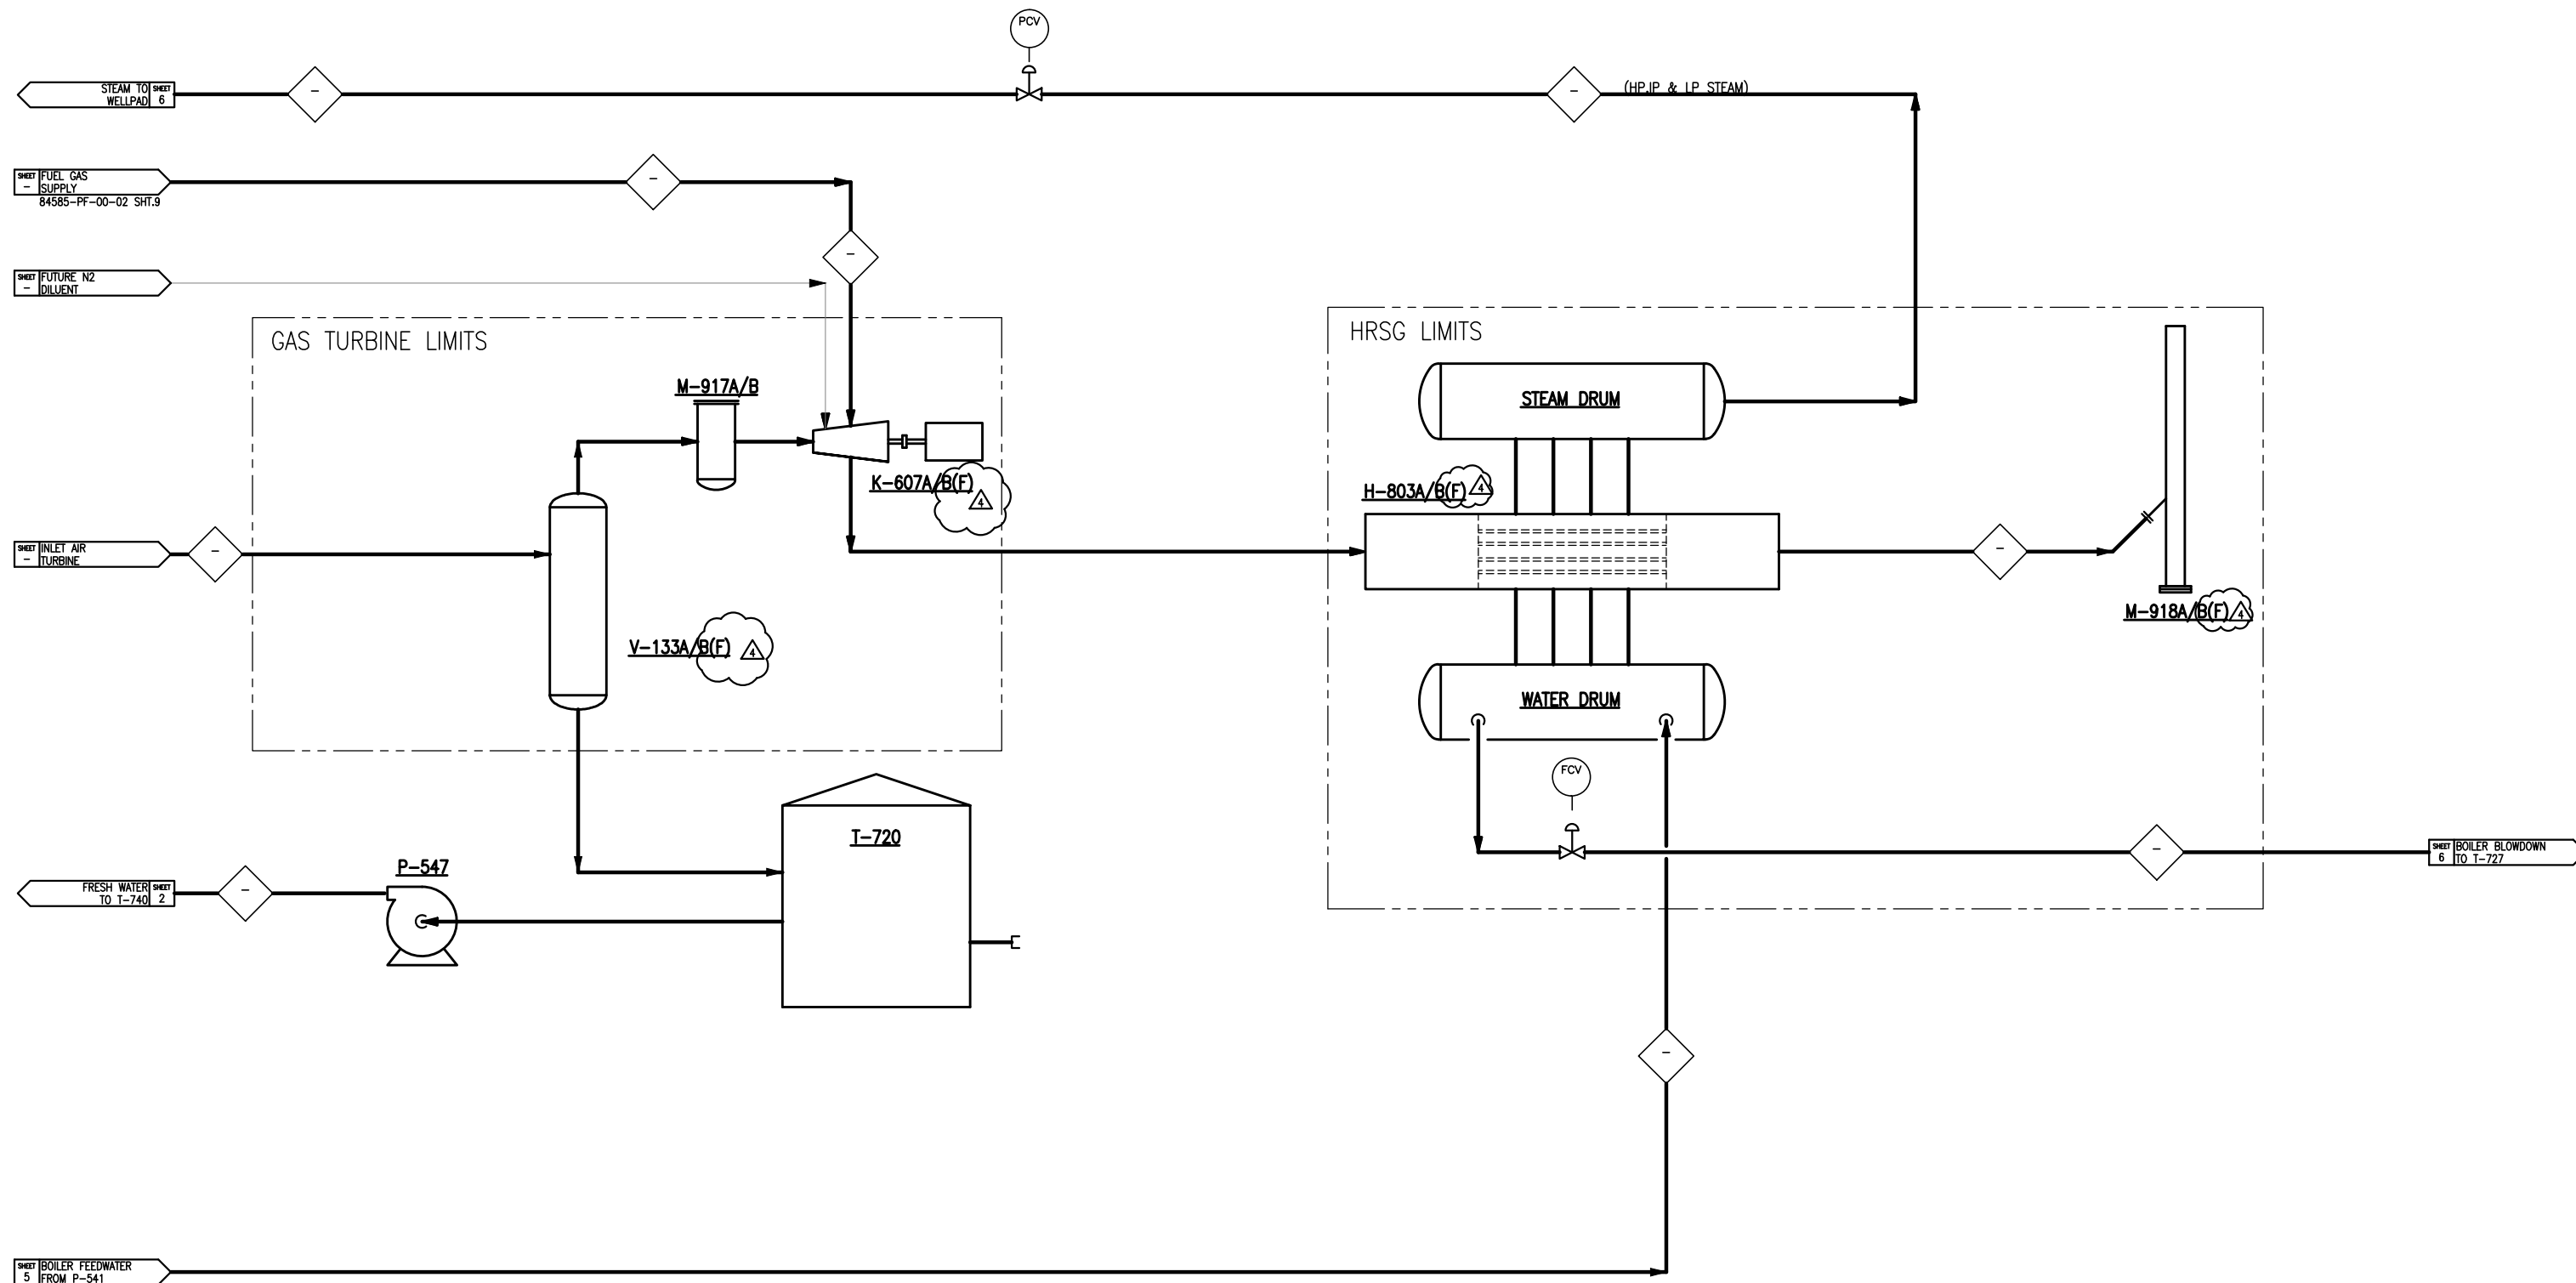 PCV
STEAM TO SHEET
WELLPAD 6
–
–
(HP,IP & LP STEAM)
SHEET FUEL GAS
– SUPPLY
84585-PF-00-02 SHT.9
–
–
SHEET FUTURE N2
– DILUENT
GAS TURBINE LIMITS
HRSG LIMITS
M-917A/B
STEAM DRUM
K-607A/B(F)
4
H-803A/B(F)
4
SHEET INLET AIR
– TURBINE
–
–
M-918A/B(F)
4
V-133A/B(F)
4
WATER DRUM
FCV
T-720
P-547
FRESH WATER SHEET
TO T-740 2
–
–
SHEET BOILER BLOWDOWN
6 TO T-727
–
SHEET BOILER FEEDWATER
5 FROM P-541